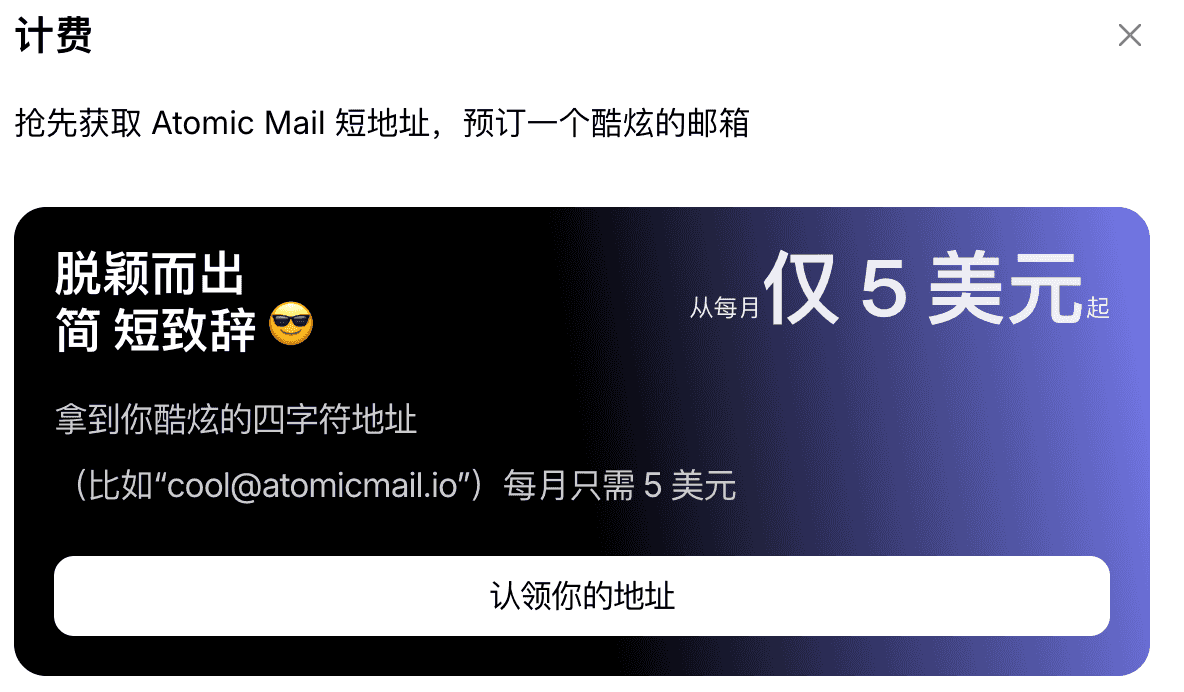 计费
抢先获取 Atomic Mail 短地址，预订一个酷炫的邮箱
脱颖而出
简 短致辞 😎
从每月仅 5 美元起
拿到你酷炫的四字符地址
（比如“cool@atomicmail.io”）每月只需 5 美元
认领你的地址